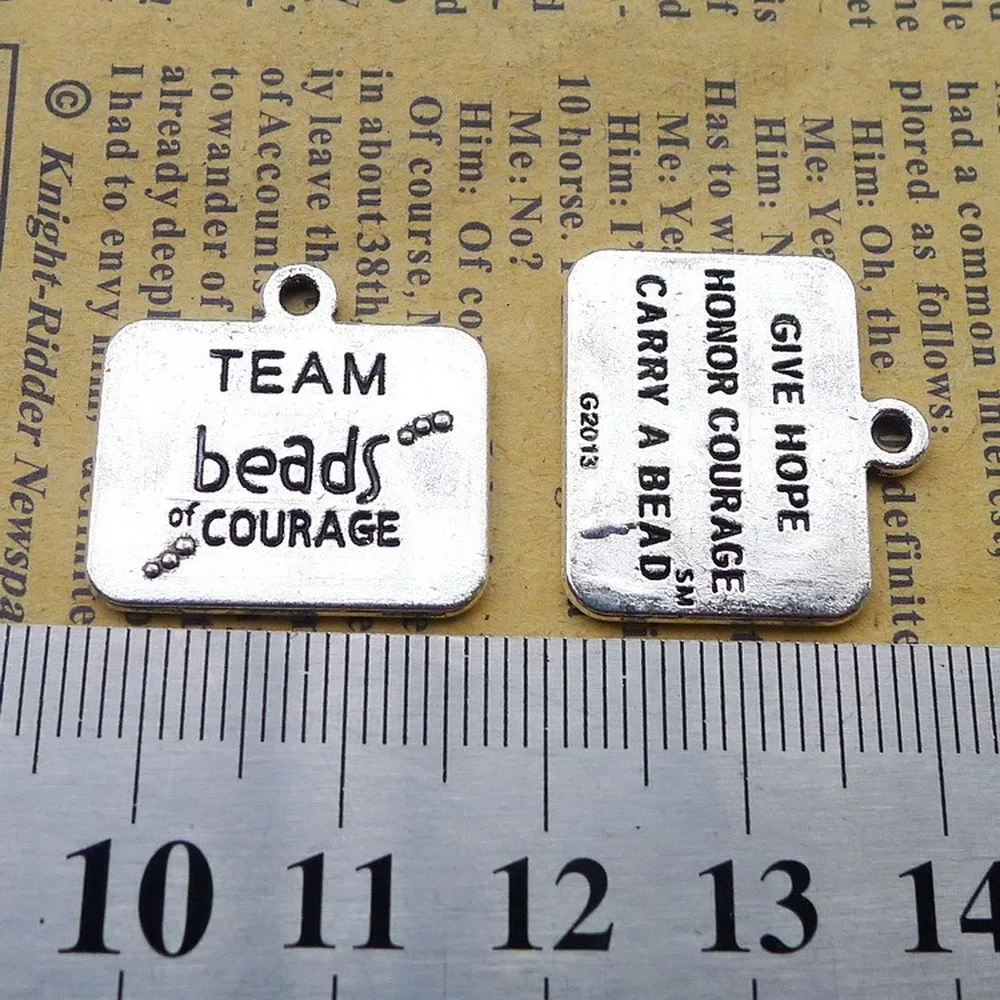 TEAM
beads
of COURAGE
GIVE HOPE
HONOR COURAGE
CARRY A BEAD SM
G2013
10 11 12 13 14
© Knight-Ridder Newspa
I had to envy
already deep
to wander of
of Accoun
iy leave th
in about 38th
Of course, M
Him: Of co
Me: No?
10 horse.
Him: I'
Me: Ye
Has to w
Him: N
Me: Yea
Him: Oh, the
plored as follows:
had a common